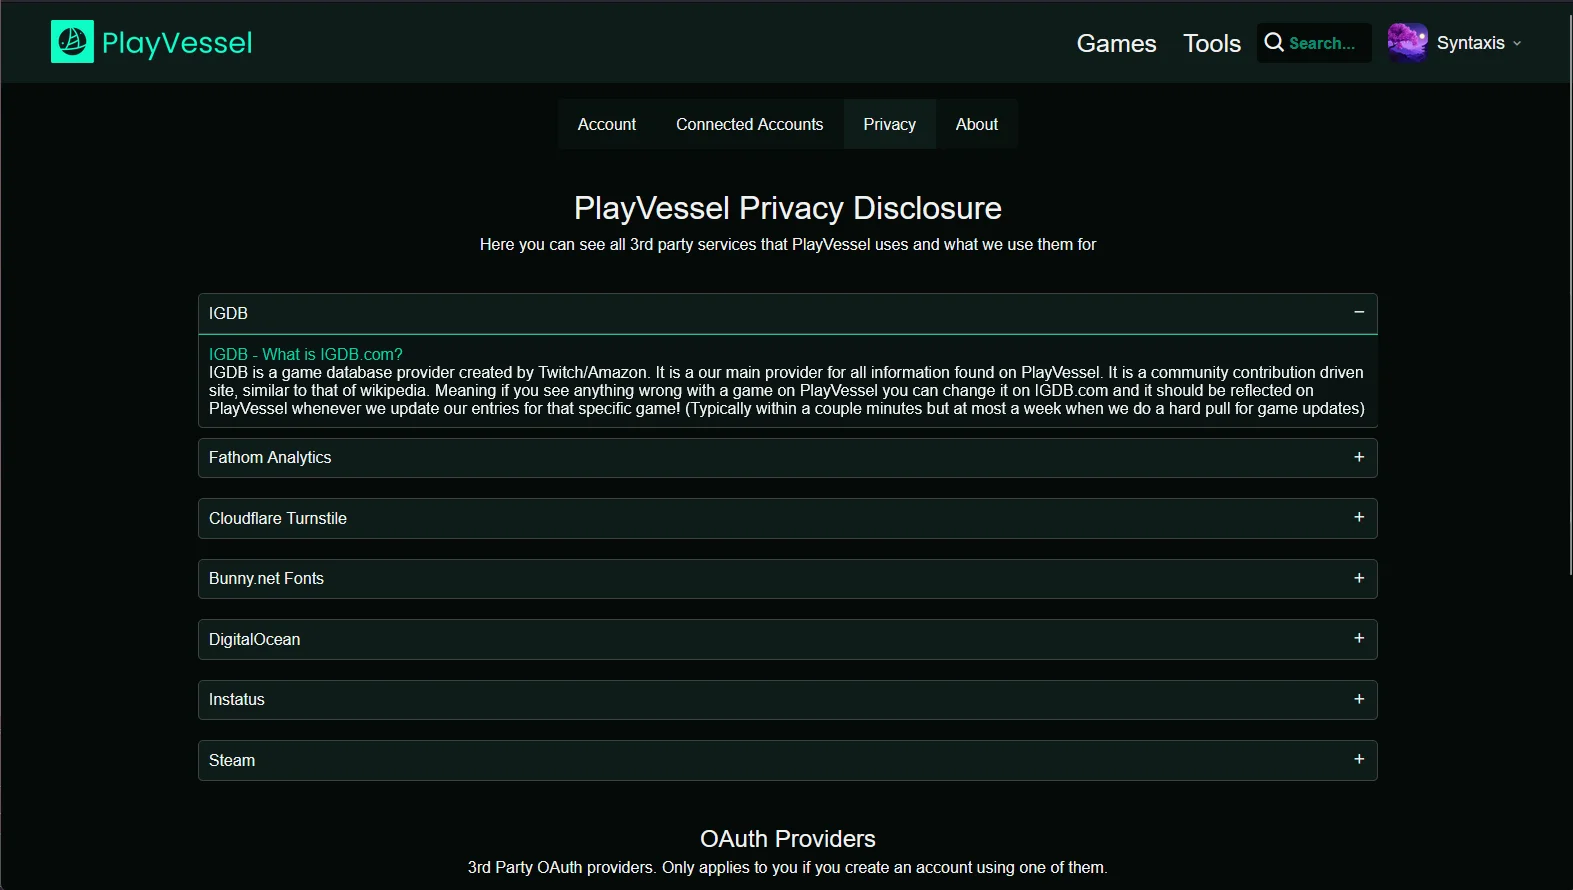 PlayVessel
Games
Tools
Search...
Syntaxis
Account
Connected Accounts
Privacy
About
PlayVessel Privacy Disclosure
Here you can see all 3rd party services that PlayVessel uses and what we use them for
IGDB
IGDB - What is IGDB.com?
IGDB is a game database provider created by Twitch/Amazon. It is a our main provider for all information found on PlayVessel. It is a community contribution driven
site, similar to that of wikipedia. Meaning if you see anything wrong with a game on PlayVessel you can change it on IGDB.com and it should be reflected on
PlayVessel whenever we update our entries for that specific game! (Typically within a couple minutes but at most a week when we do a hard pull for game updates)
Fathom Analytics
Cloudflare Turnstile
Bunny.net Fonts
DigitalOcean
Instatus
Steam
OAuth Providers
3rd Party OAuth providers. Only applies to you if you create an account using one of them.